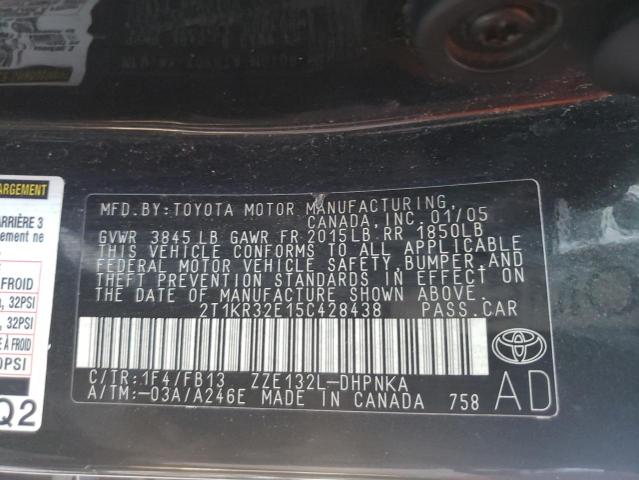 ARGEMENT
ARRIÈRE 3
ement ne
FROID
, 32PSI
, 32PSI
E À FROID
0PSI
Q2
MFD.BY:TOYOTA MOTOR MANUFACTURING,
CANADA, INC. 01/05
GVWR 3845 LB GAWR FR 2015LB, RR 1850LB
THIS VEHICLE CONFORMS TO ALL APPLICABLE
FEDERAL MOTOR VEHICLE SAFETY, BUMPER AND
THEFT PREVENTION STANDARDS IN EFFECT ON
THE DATE OF MANUFACTURE SHOWN ABOVE.
2T1KR32E15C428438 PASS.CAR
C/TR:1F4/FB13 ZZE132L-DHPNKA
A/TM:-03A/A246E MADE IN CANADA 758
AD